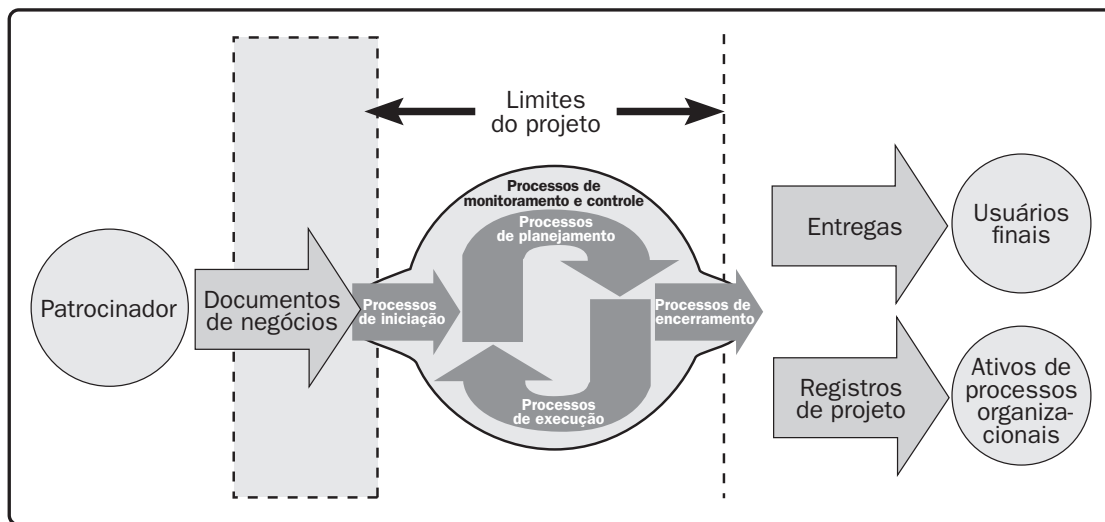 Limites
do projeto
Processos de
monitoramento e controle
Processos
de planejamento
Patrocinador
Documentos
de negócios
Processos
de iniciação
Processos de
encerramento
Processos
de execução
Entregas
Usuários
finais
Registros
de projeto
Ativos de
processos
organiza-
cionais